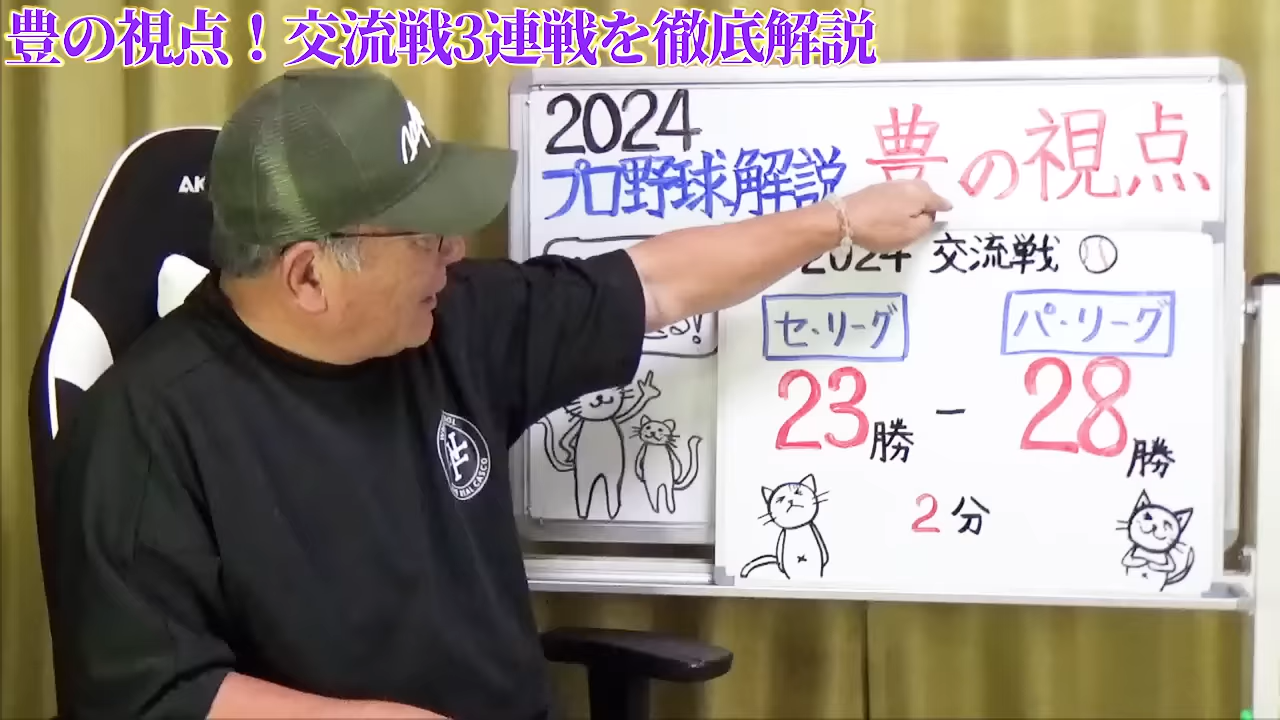 豊の視点！交流戦3連戦を徹底解説
2024
プロ野球解説
豊の視点
2024 交流戦
セ・リーグ
パ・リーグ
23勝 - 28勝
2分
AK